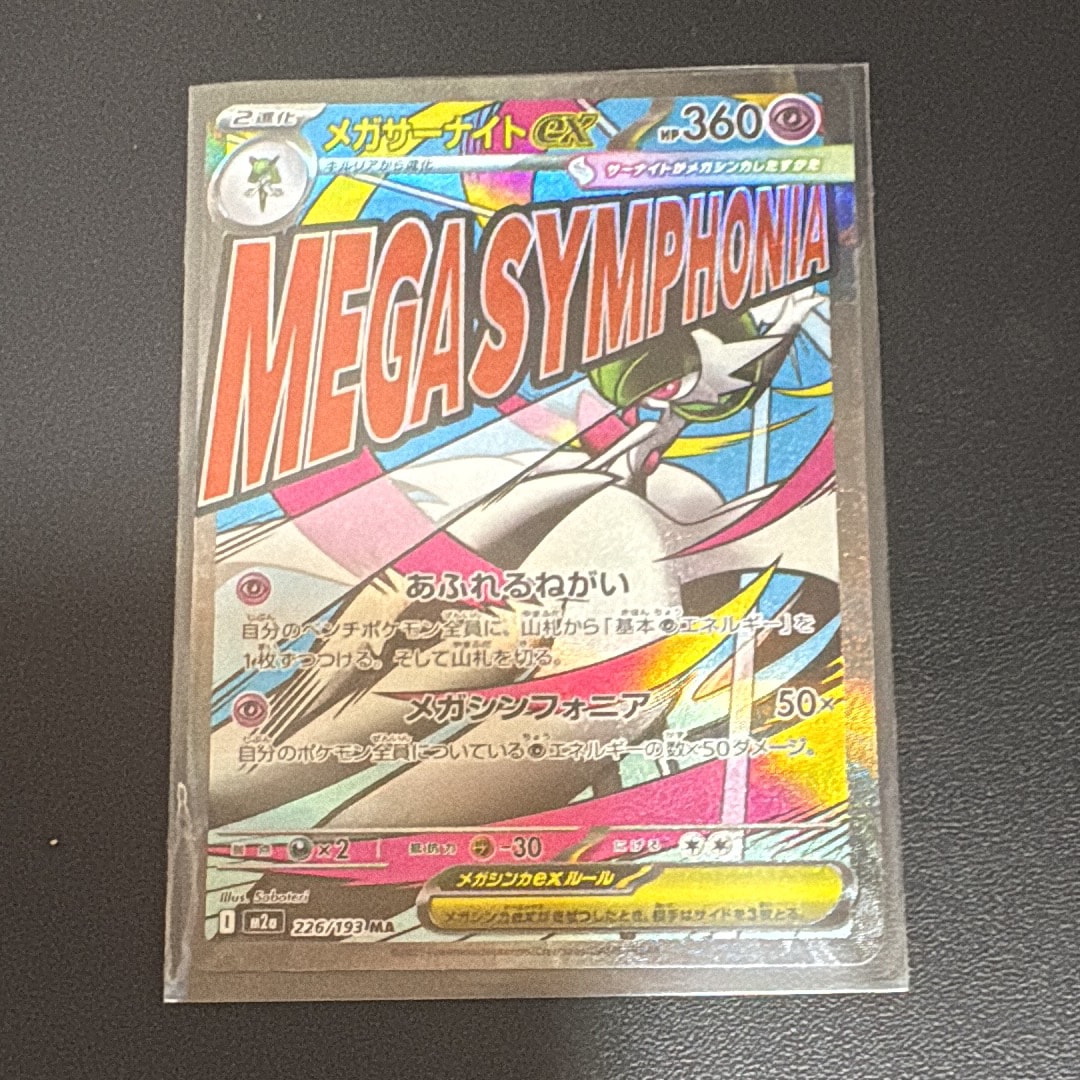 2進化 メガサーナイトex HP360
キルリアから進化 サーナイトがメガシンカしたすがた
MEGA SYMPHONIA
あふれるねがい
自分のベンチポケモン全員に、山札から「基本エネルギー」を
1枚ずつつける。そして山札を切る。
メガシンフォニア 50×
自分のポケモン全員についているエネルギーの数×50ダメージ。
弱点 ×2 抵抗力 -30 にげる
メガシンカexルール
メガシンカexがきぜつしたとき、相手はサイドを3枚とる。
Illus. Saboteri
I m2a 226/193 MA